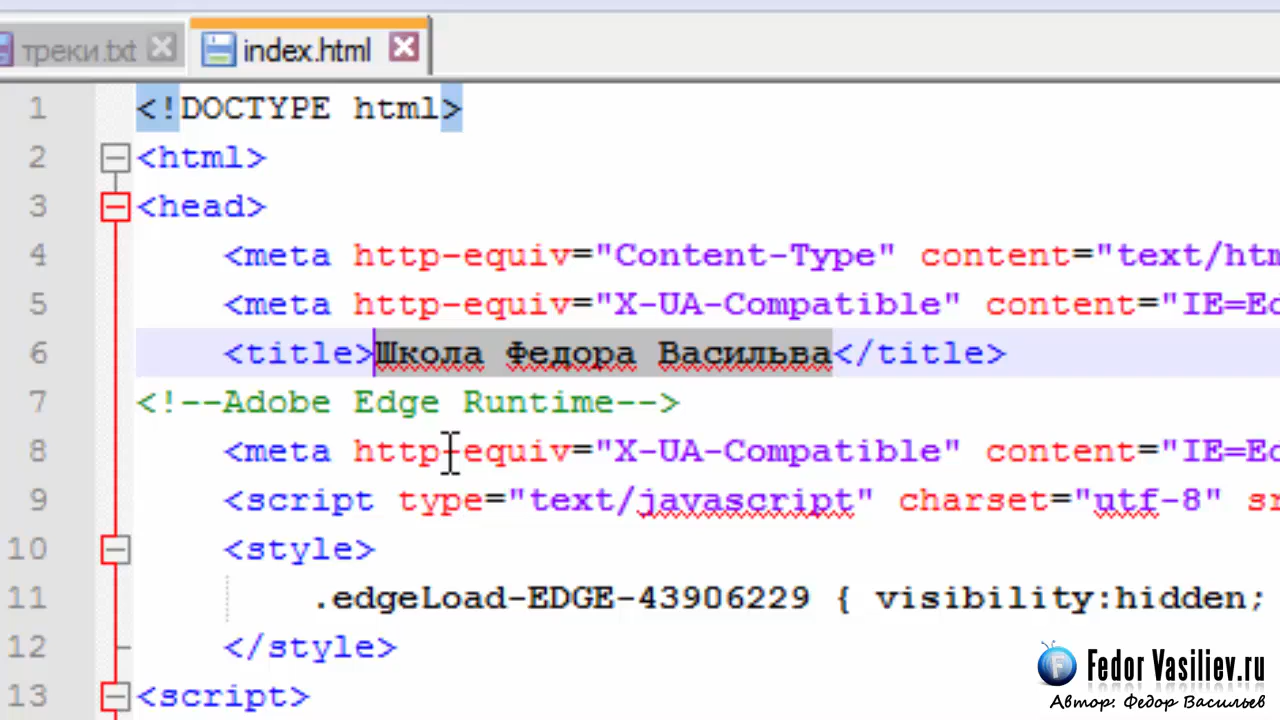 треки.txt index.html
1 <!DOCTYPE html>
2 <html>
3 <head>
4 <meta http-equiv="Content-Type" content="text/htm
5 <meta http-equiv="X-UA-Compatible" content="IE=Ed
6 <title>Школа Федора Васильва</title>
7 <!--Adobe Edge Runtime-->
8 <meta http-equiv="X-UA-Compatible" content="IE=Ed
9 <script type="text/javascript" charset="utf-8" sr
10 <style>
11 .edgeLoad-EDGE-43906229 { visibility:hidden;
12 </style>
13 <script>
Fedor Vasiliev.ru
Автор: Федор Васильев